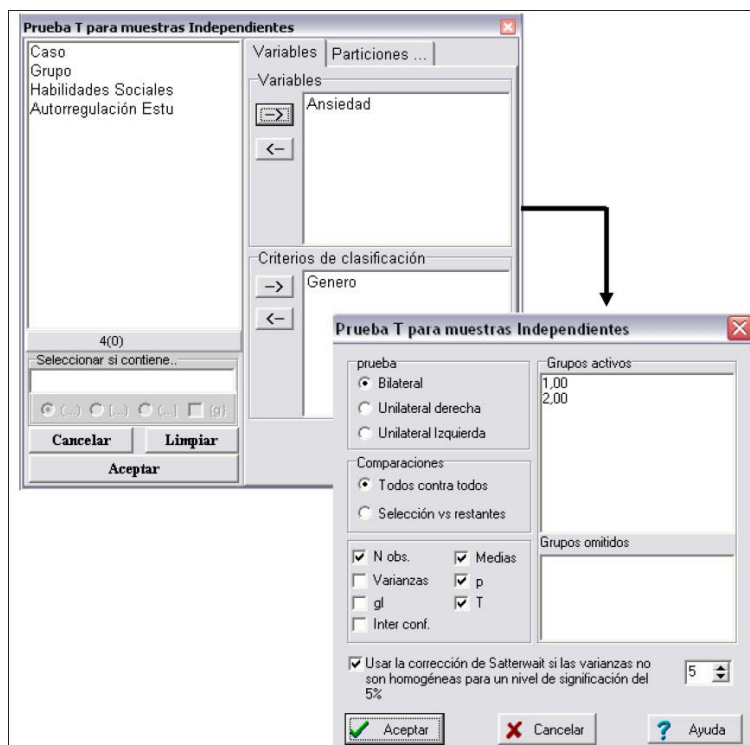 Prueba T para muestras Independientes
Caso
Grupo
Habilidades Sociales
Autorregulación Estu
4(0)
Seleccionar si contiene..
(...) [...) (...] {g}
Cancelar Limpiar
Aceptar
Variables Particiones ...
Variables
-->
<--
Ansiedad
Criterios de clasificación
-->
<--
Genero
Prueba T para muestras Independientes
prueba
Bilateral
Unilateral derecha
Unilateral Izquierda
Comparaciones
Todos contra todos
Selección vs restantes
N obs. Medias
Varianzas p
gl T
Inter conf.
Grupos activos
1,00
2,00
Grupos omitidos
Usar la corrección de Satterwait si las varianzas no
son homogéneas para un nivel de significación del
5%
5
Aceptar Cancelar ? Ayuda